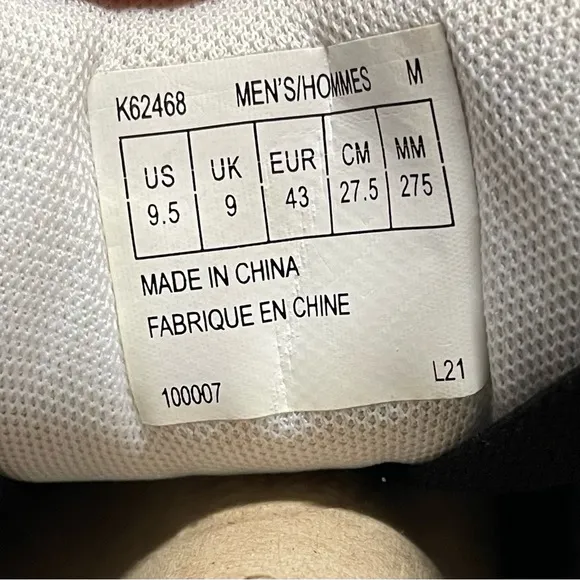 K62468 MEN'S/HOMMES M
US UK EUR CM MM
9.5 9 43 27.5 275
MADE IN CHINA
FABRIQUE EN CHINE
100007 L21